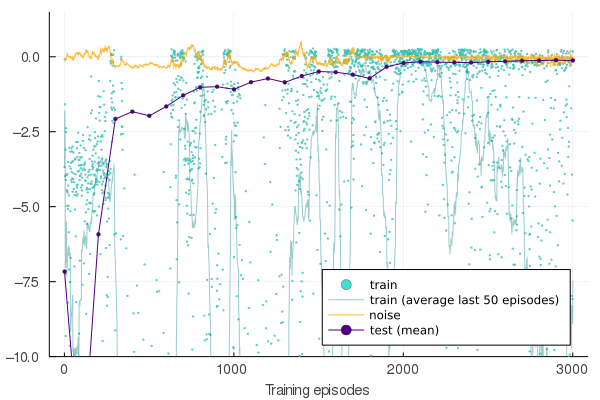 0.0
−2.5
−5.0
−7.5
−10.0
0
1000
2000
3000
Training episodes
train
train (average last 50 episodes)
noise
test (mean)